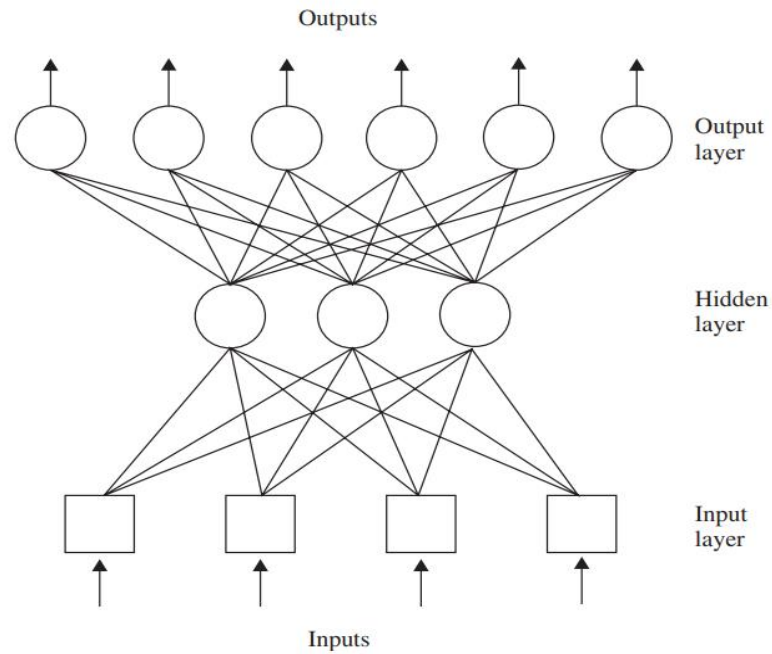 Outputs
Output
layer
Hidden
layer
Input
layer
Inputs